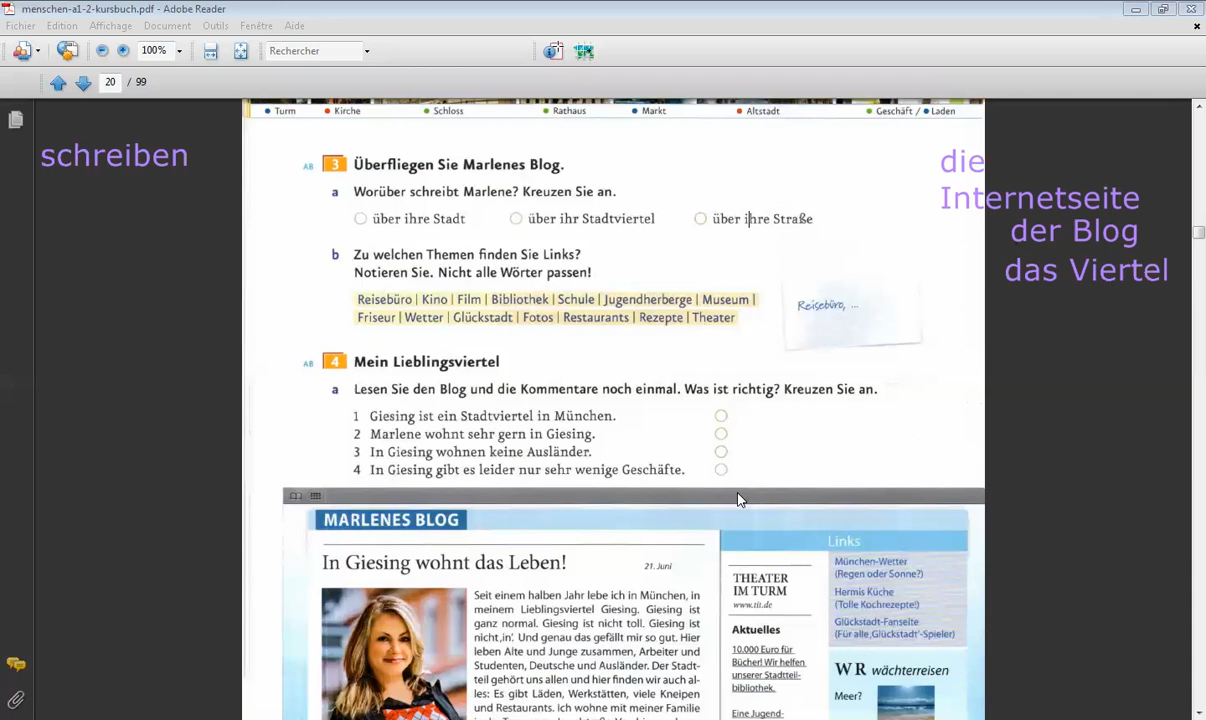 menschen-a1-2-kursbuch.pdf - Adobe Reader
Fichier Edition Affichage Document Outils Fenêtre Aide
100% Rechercher
20 / 99
Turm Kirche Schloss Rathaus Markt Altstadt Geschäft / Laden
schreiben
die
Internetseite
der Blog
das Viertel
AB 3 Überfliegen Sie Marlenes Blog.
a Worüber schreibt Marlene? Kreuzen Sie an.
über ihre Stadt über ihr Stadtviertel über ihre Straße
b Zu welchen Themen finden Sie Links?
Notieren Sie. Nicht alle Wörter passen!
Reisebüro | Kino | Film | Bibliothek | Schule | Jugendherberge | Museum |
Friseur | Wetter | Glückstadt | Fotos | Restaurants | Rezepte | Theater
Reisebüro, ...
AB 4 Mein Lieblingsviertel
a Lesen Sie den Blog und die Kommentare noch einmal. Was ist richtig? Kreuzen Sie an.
1 Giesing ist ein Stadtviertel in München.
2 Marlene wohnt sehr gern in Giesing.
3 In Giesing wohnen keine Ausländer.
4 In Giesing gibt es leider nur sehr wenige Geschäfte.
MARLENES BLOG
In Giesing wohnt das Leben!
21. Juni
Seit einem halben Jahr lebe ich in München, in
meinem Lieblingsviertel Giesing. Giesing ist
ganz normal. Giesing ist nicht toll. Giesing ist
nicht ‚in'. Und genau das gefällt mir so gut. Hier
leben Alte und Junge zusammen, Arbeiter und
Studenten, Deutsche und Ausländer. Der Stadt-
teil gehört uns allen und hier finden wir auch al-
les: Es gibt Läden, Werkstätten, viele Kneipen
und Restaurants. Ich wohne mit meiner Familie
THEATER
IM TURM
www.tit.de
Aktuelles
10.000 Euro für
Bücher! Wir helfen
unserer Stadtteil-
bibliothek.
Eine Jugend-
Links
München-Wetter
(Regen oder Sonne?)
Hermis Küche
(Tolle Kochrezepte!)
Glückstadt-Fanseite
(Für alle ‚Glückstadt'-Spieler)
W R wächterreisen
Meer?